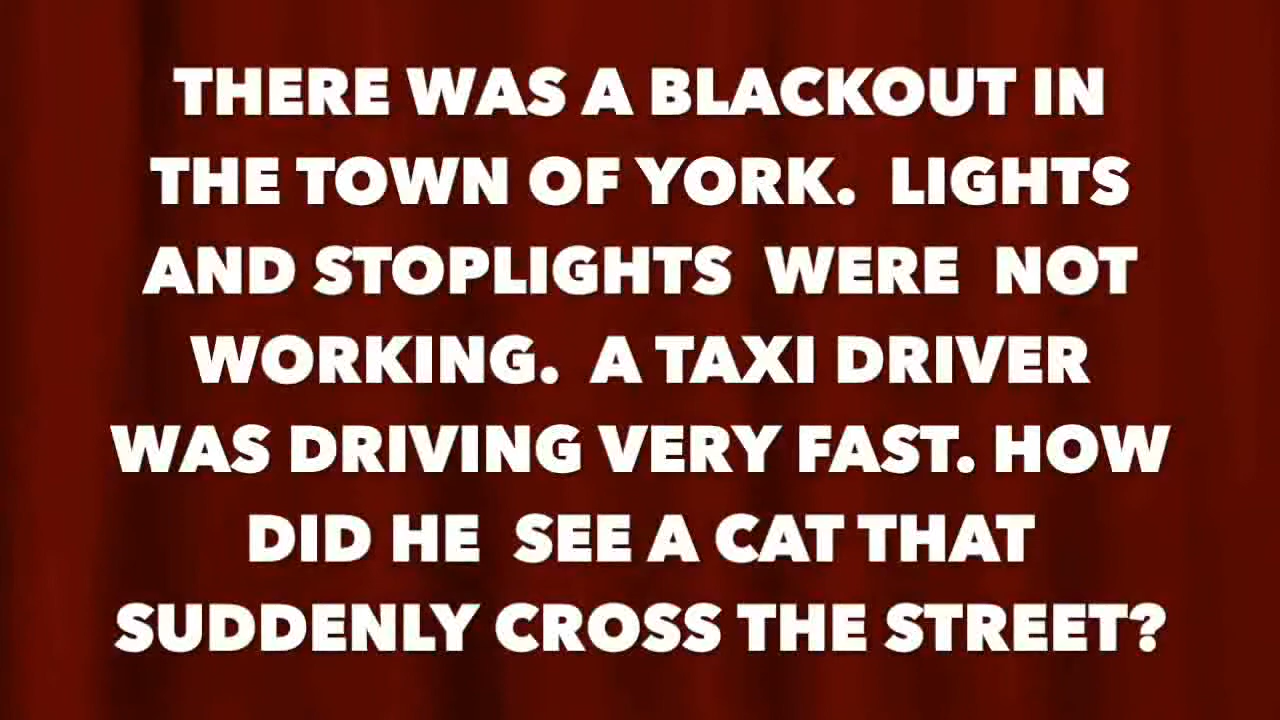 THERE WAS A BLACKOUT IN
THE TOWN OF YORK.  LIGHTS
AND STOPLIGHTS  WERE  NOT
WORKING.  A TAXI DRIVER
WAS DRIVING VERY FAST. HOW
DID HE  SEE A CAT THAT
SUDDENLY CROSS THE STREET?